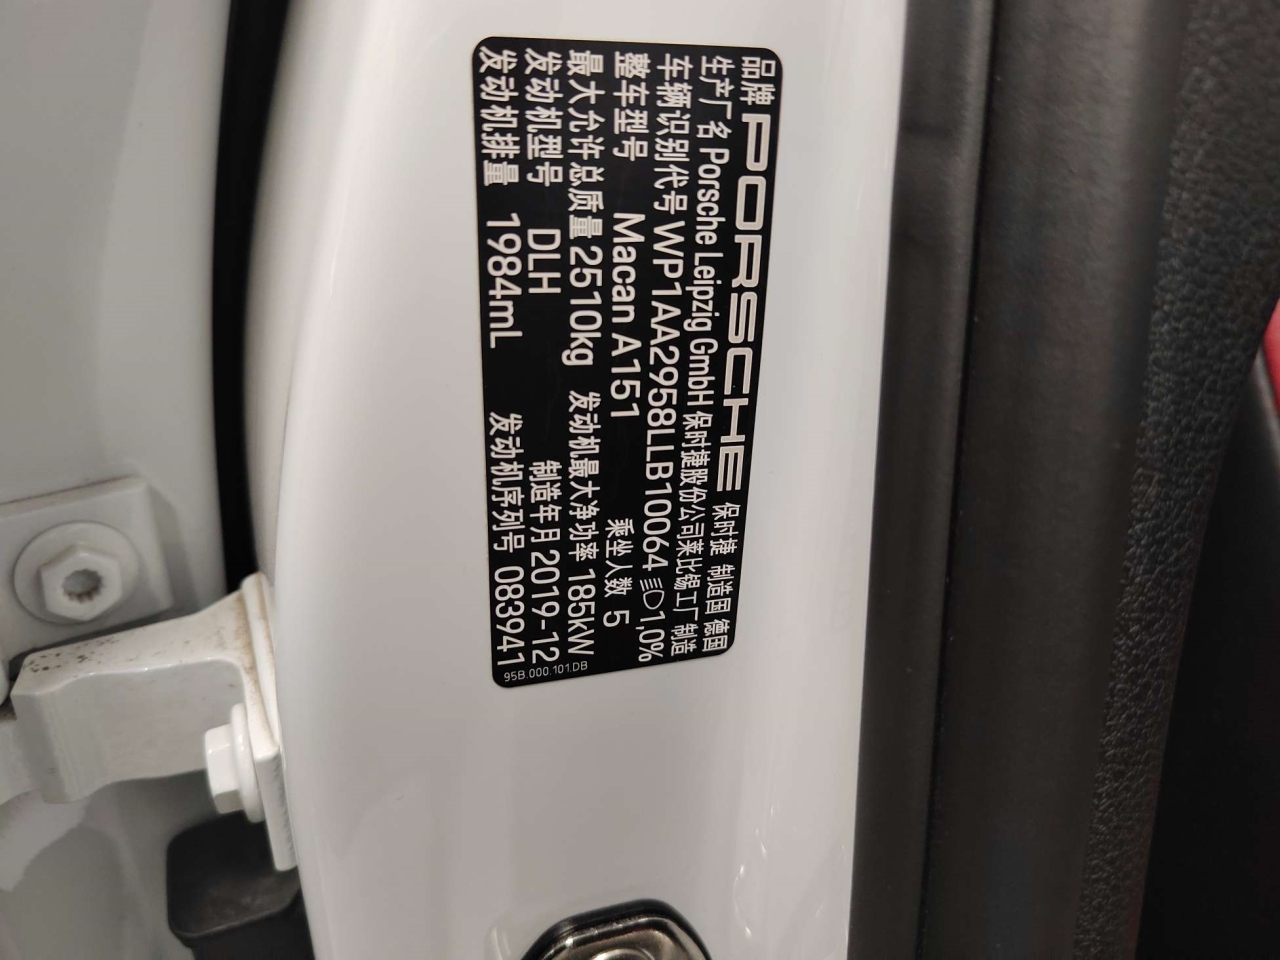 品牌 PORSCHE 保时捷 制造国 德国
生产厂名 Porsche Leipzig GmbH 保时捷股份公司莱比锡工厂 制造
车辆识别代号 WP1AA2958LLB10064 1,0%
整车型号 Macan A151 乘坐人数 5
最大允许总质量 2510kg 发动机最大净功率 185kW
发动机型号 DLH 制造年月 2019-12
发动机排量 1984mL 发动机序列号 083941
95B.000.101.DB